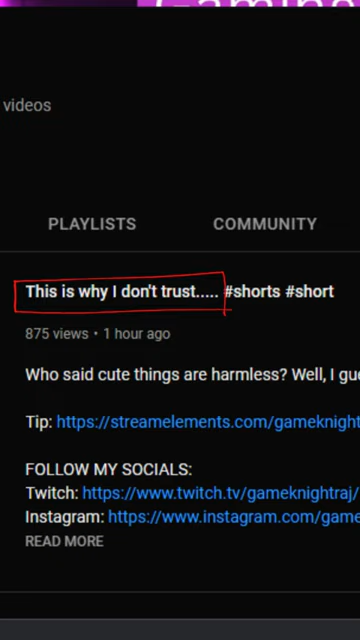 videos
PLAYLISTS COMMUNITY
This is why I don't trust..... #shorts #short
875 views • 1 hour ago
Who said cute things are harmless? Well, I
Tip: https://streamelements.com/gameknight
FOLLOW MY SOCIALS:
Twitch: https://www.twitch.tv/gameknightraj/
Instagram: https://www.instagram.com/game
READ MORE